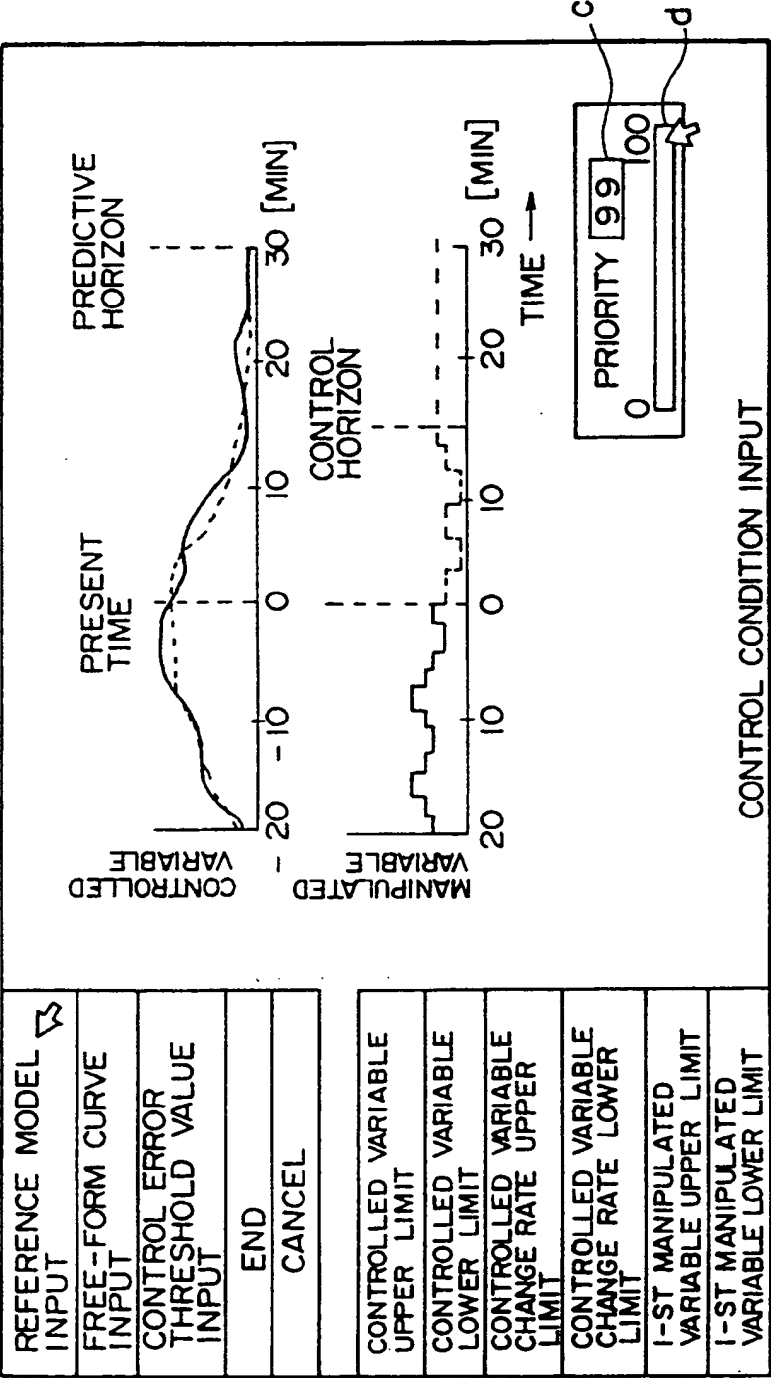 REFERENCE MODEL
INPUT
FREE-FORM CURVE
INPUT
CONTROL ERROR
THRESHOLD VALUE
INPUT
END
CANCEL
CONTROLLED VARIABLE
UPPER LIMIT
CONTROLLED VARIABLE
LOWER LIMIT
CONTROLLED VARIABLE
CHANGE RATE UPPER
LIMIT
CONTROLLED VARIABLE
CHANGE RATE LOWER
LIMIT
1-ST MANIPULATED
VARIABLE UPPER LIMIT
1-ST MANIPULATED
VARIABLE LOWER LIMIT
PRESENT
TIME
PREDICTIVE
HORIZON
CONTROLLED
VARIABLE
-20 -10 0 10 20 30 [MIN]
CONTROL
HORIZON
MANIPULATED
VARIABLE
20 10 0 10 20 30 [MIN]
TIME →
PRIORITY 99
0 100
c
d
CONTROL CONDITION INPUT